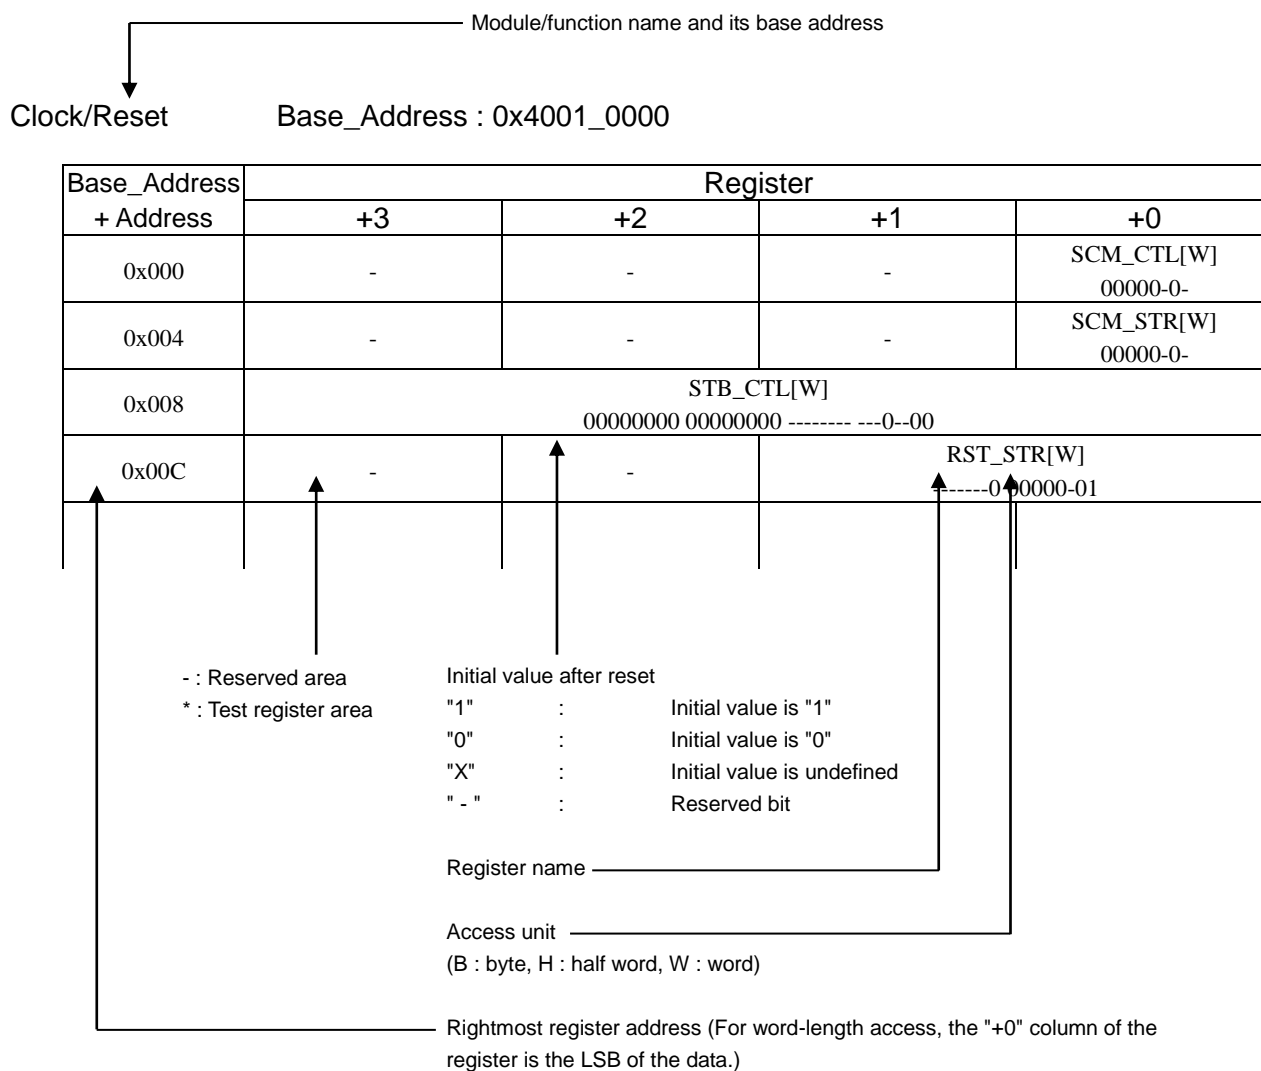 Module/function name and its base address
Clock/Reset Base_Address : 0x4001_0000
Base_Address + Address Register
+3 +2 +1 +0
0x000 - - - SCM_CTL[W]
00000-0-
0x004 - - - SCM_STR[W]
00000-0-
0x008 STB_CTL[W]
00000000 00000000 -------- ---0--00
0x00C - - RST_STR[W]
-------0 00000-01
- : Reserved area
* : Test register area
Initial value after reset
"1" : Initial value is "1"
"0" : Initial value is "0"
"X" : Initial value is undefined
" - " : Reserved bit
Register name
Access unit
(B : byte, H : half word, W : word)
Rightmost register address (For word-length access, the "+0" column of the
register is the LSB of the data.)